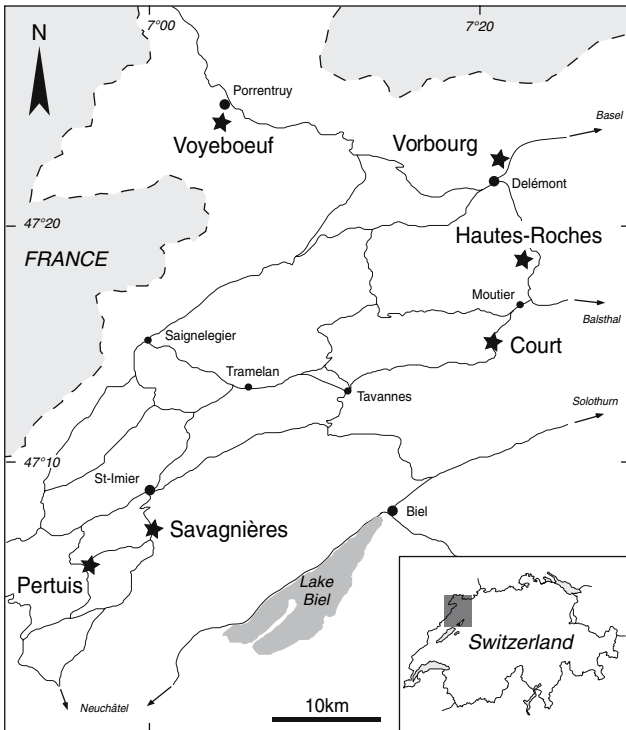 7°00
7°20
N
Porrentruy
Voyeboeuf
Basel
Vorbourg
Delémont
47°20
FRANCE
Hautes-Roches
Moutier
Balsthal
Saignelegier
Court
Tramelan
Tavannes
Solothurn
47°10
St-Imier
Biel
Savagnières
Pertuis
Lake
Biel
Switzerland
10km
Neuchâtel